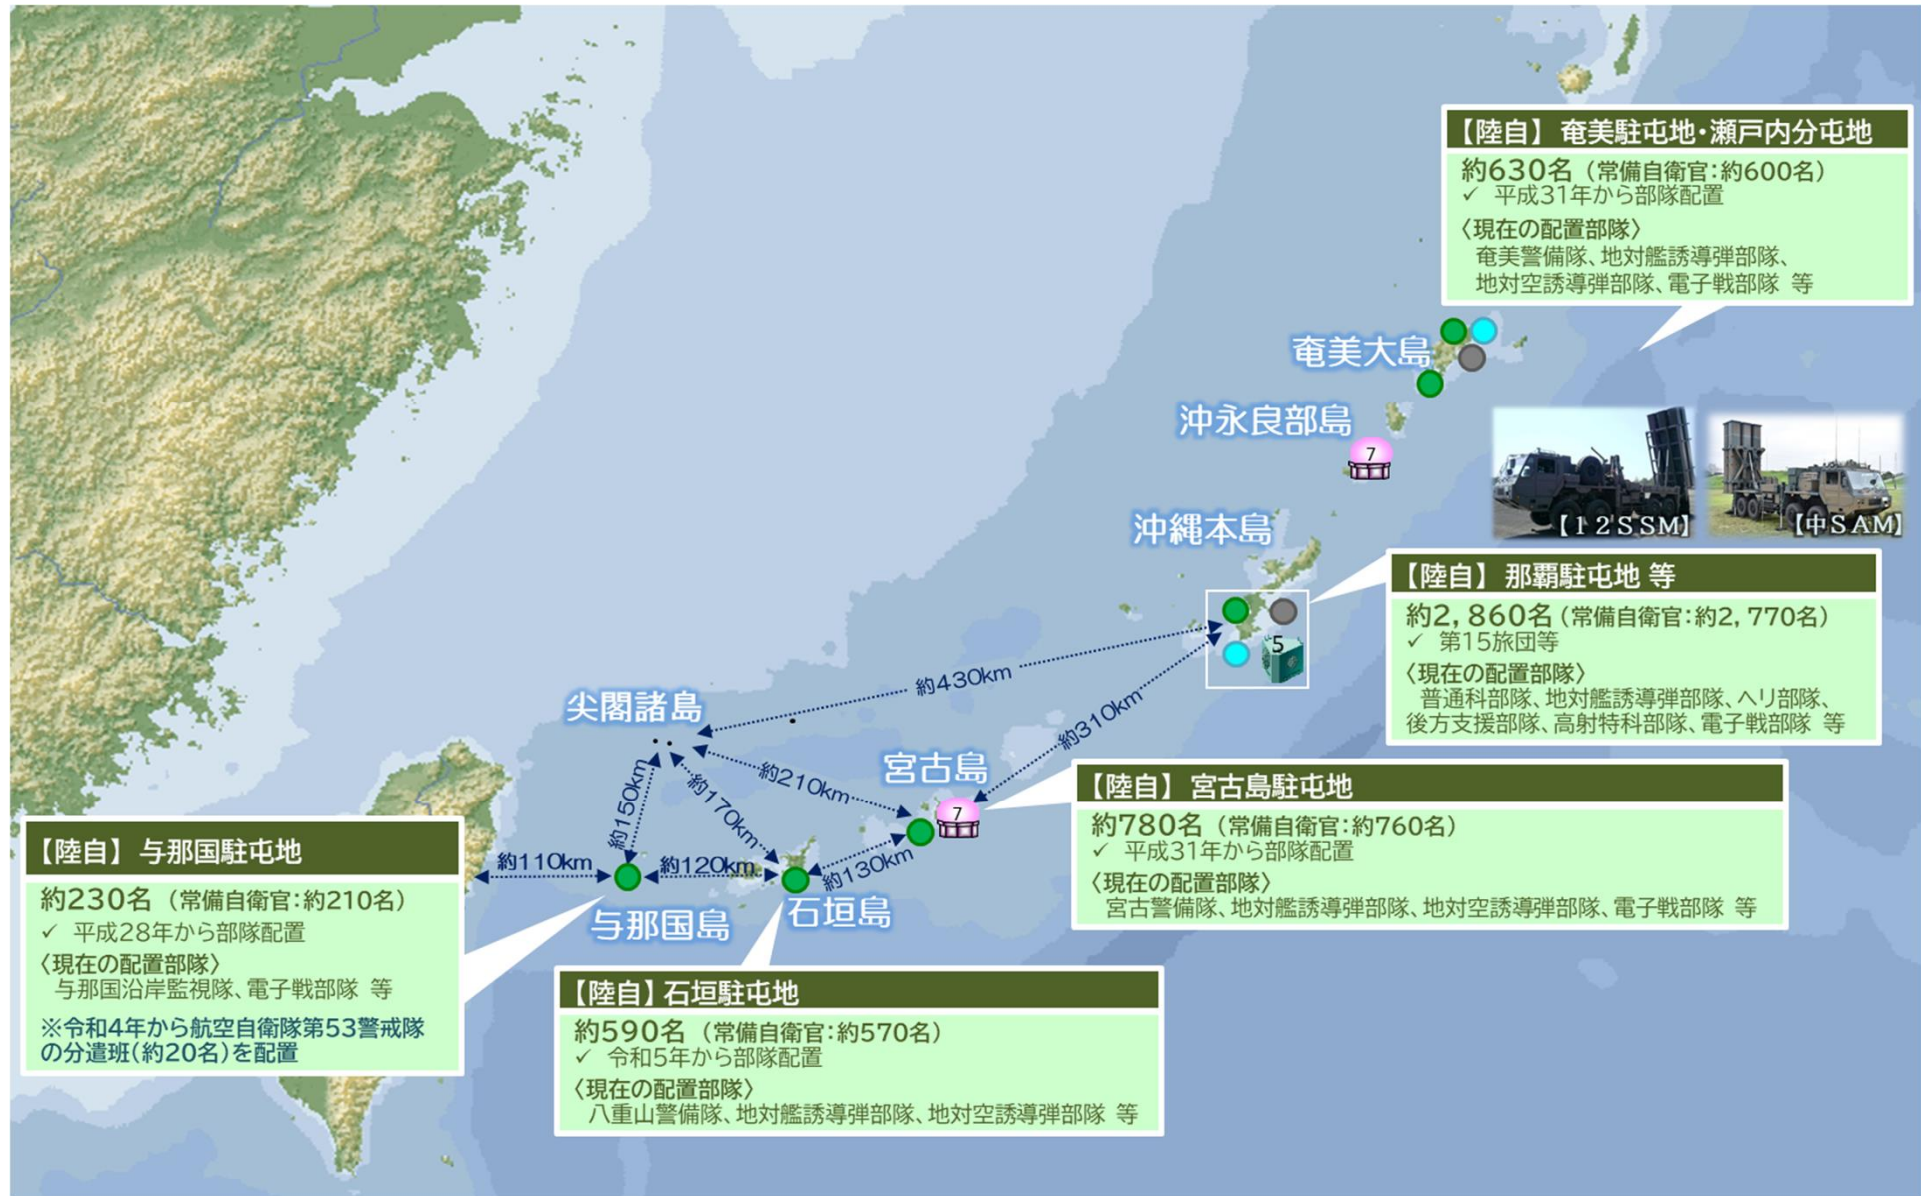 【陸自】 奄美駐屯地・瀬戸内分屯地
約630名 (常備自衛官:約600名)
✓ 平成31年から部隊配置
〈現在の配置部隊〉
奄美警備隊、地対艦誘導弾部隊、
地対空誘導弾部隊、電子戦部隊 等
奄美大島
沖永良部島
7
【12SSM】
【中SAM】
沖縄本島
5
【陸自】 那覇駐屯地 等
約2,860名 (常備自衛官:約2,770名)
✓ 第15旅団等
〈現在の配置部隊〉
普通科部隊、地対艦誘導弾部隊、ヘリ部隊、
後方支援部隊、高射特科部隊、電子戦部隊 等
約430km
約310km
尖閣諸島
約150km
約170km
約210km
宮古島
7
【陸自】 宮古島駐屯地
約780名 (常備自衛官:約760名)
✓ 平成31年から部隊配置
〈現在の配置部隊〉
宮古警備隊、地対艦誘導弾部隊、地対空誘導弾部隊、電子戦部隊 等
約110km
約120km
約130km
与那国島
石垣島
【陸自】 与那国駐屯地
約230名 (常備自衛官:約210名)
✓ 平成28年から部隊配置
〈現在の配置部隊〉
与那国沿岸監視隊、電子戦部隊 等
※令和4年から航空自衛隊第53警戒隊
の分遣班(約20名)を配置
【陸自】 石垣駐屯地
約590名 (常備自衛官:約570名)
✓ 令和5年から部隊配置
〈現在の配置部隊〉
八重山警備隊、地対艦誘導弾部隊、地対空誘導弾部隊 等